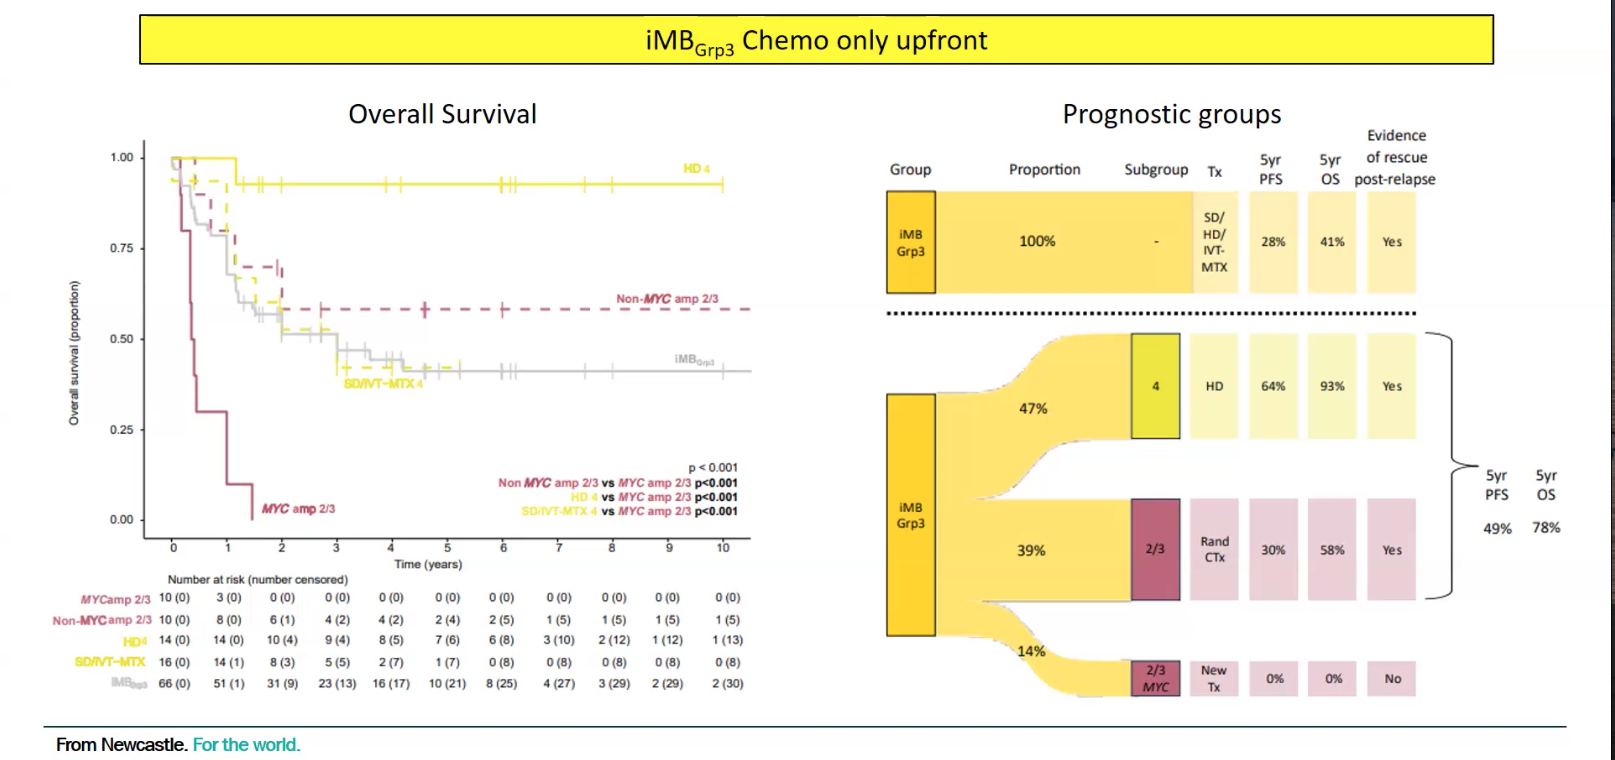 iMBGrp3 Chemo only upfront
Overall Survival
Overall survival (proportion)
1.00
0.75
0.50
0.25
0.00
HD 4
Non-MYC amp 2/3
iMBGrp3
SD/IVT-MTX 4
MYC amp 2/3
p < 0.001
Non MYC amp 2/3 vs MYC amp 2/3 p<0.001
HD 4 vs MYC amp 2/3 p<0.001
SD/IVT-MTX 4 vs MYC amp 2/3 p<0.001
0 1 2 3 4 5 6 7 8 9 10
Time (years)
Number at risk (number censored)
MYCamp 2/3 10 (0) 3 (0) 0 (0) 0 (0) 0 (0) 0 (0) 0 (0) 0 (0) 0 (0) 0 (0) 0 (0)
Non-MYC amp 2/3 10 (0) 8 (0) 6 (1) 4 (2) 4 (2) 2 (4) 2 (5) 1 (5) 1 (5) 1 (5) 1 (5)
HD4 14 (0) 14 (0) 10 (4) 9 (4) 8 (5) 7 (6) 6 (8) 3 (10) 2 (12) 1 (12) 1 (13)
SD/IVT-MTX 16 (0) 14 (1) 8 (3) 5 (5) 2 (7) 1 (7) 0 (8) 0 (8) 0 (8) 0 (8) 0 (8)
iMBGrp3 66 (0) 51 (1) 31 (9) 23 (13) 16 (17) 10 (21) 8 (25) 4 (27) 3 (29) 2 (29) 2 (30)
Prognostic groups
Group Proportion Subgroup Tx
5yr
PFS
5yr
OS
Evidence
of rescue
post-relapse
iMB
Grp3
100%
-
SD/
HD/
IVT-
MTX
28% 41% Yes
iMB
Grp3
47% 4 HD 64% 93% Yes
39% 2/3
Rand
CTx
30% 58% Yes
14%
2/3
MYC
New
Tx
0% 0% No
5yr
PFS
5yr
OS
49% 78%
From Newcastle. For the world.